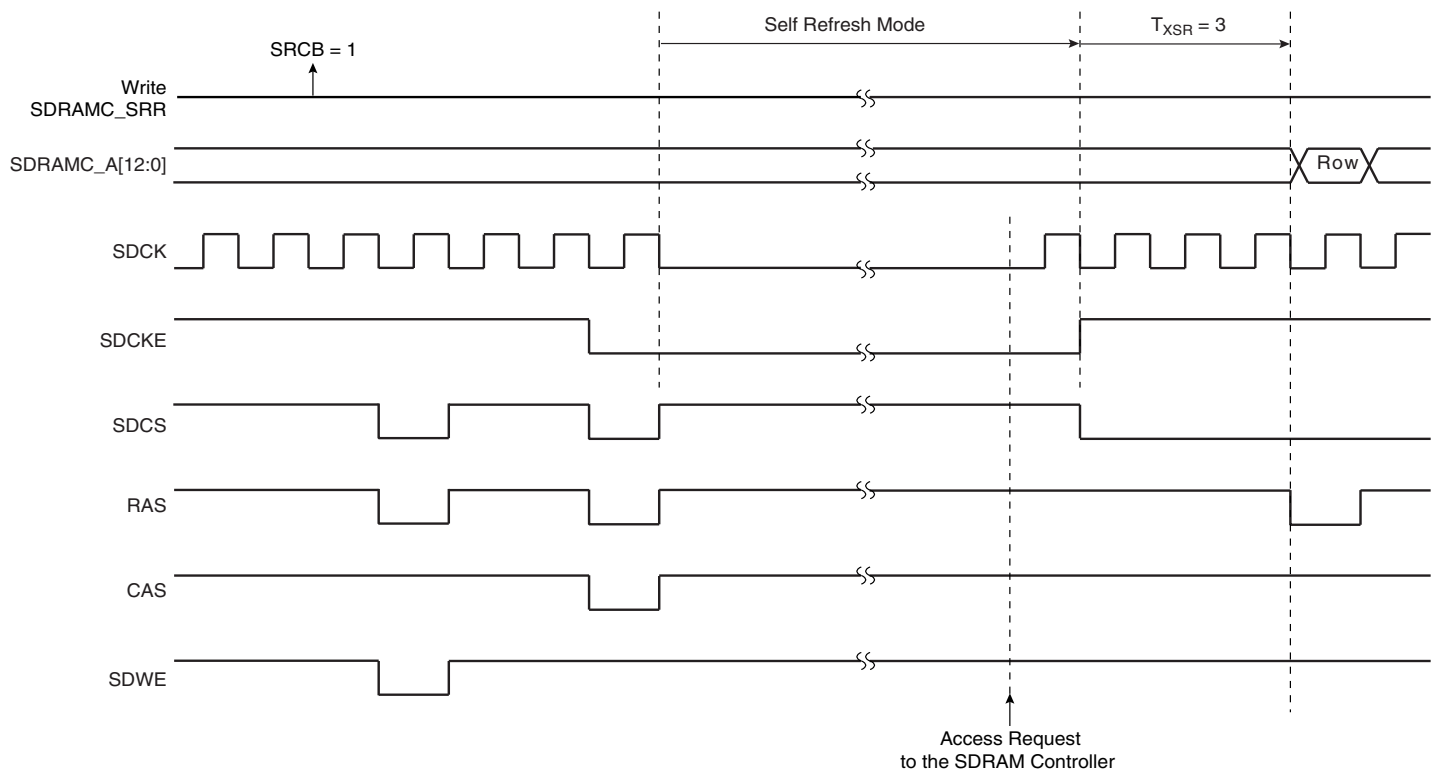 Self Refresh Mode
TXSR = 3
SRCB = 1
Write
SDRAMC_SRR
SDRAMC_A[12:0]
Row
SDCK
SDCKE
SDCS
RAS
CAS
SDWE
Access Request
to the SDRAM Controller